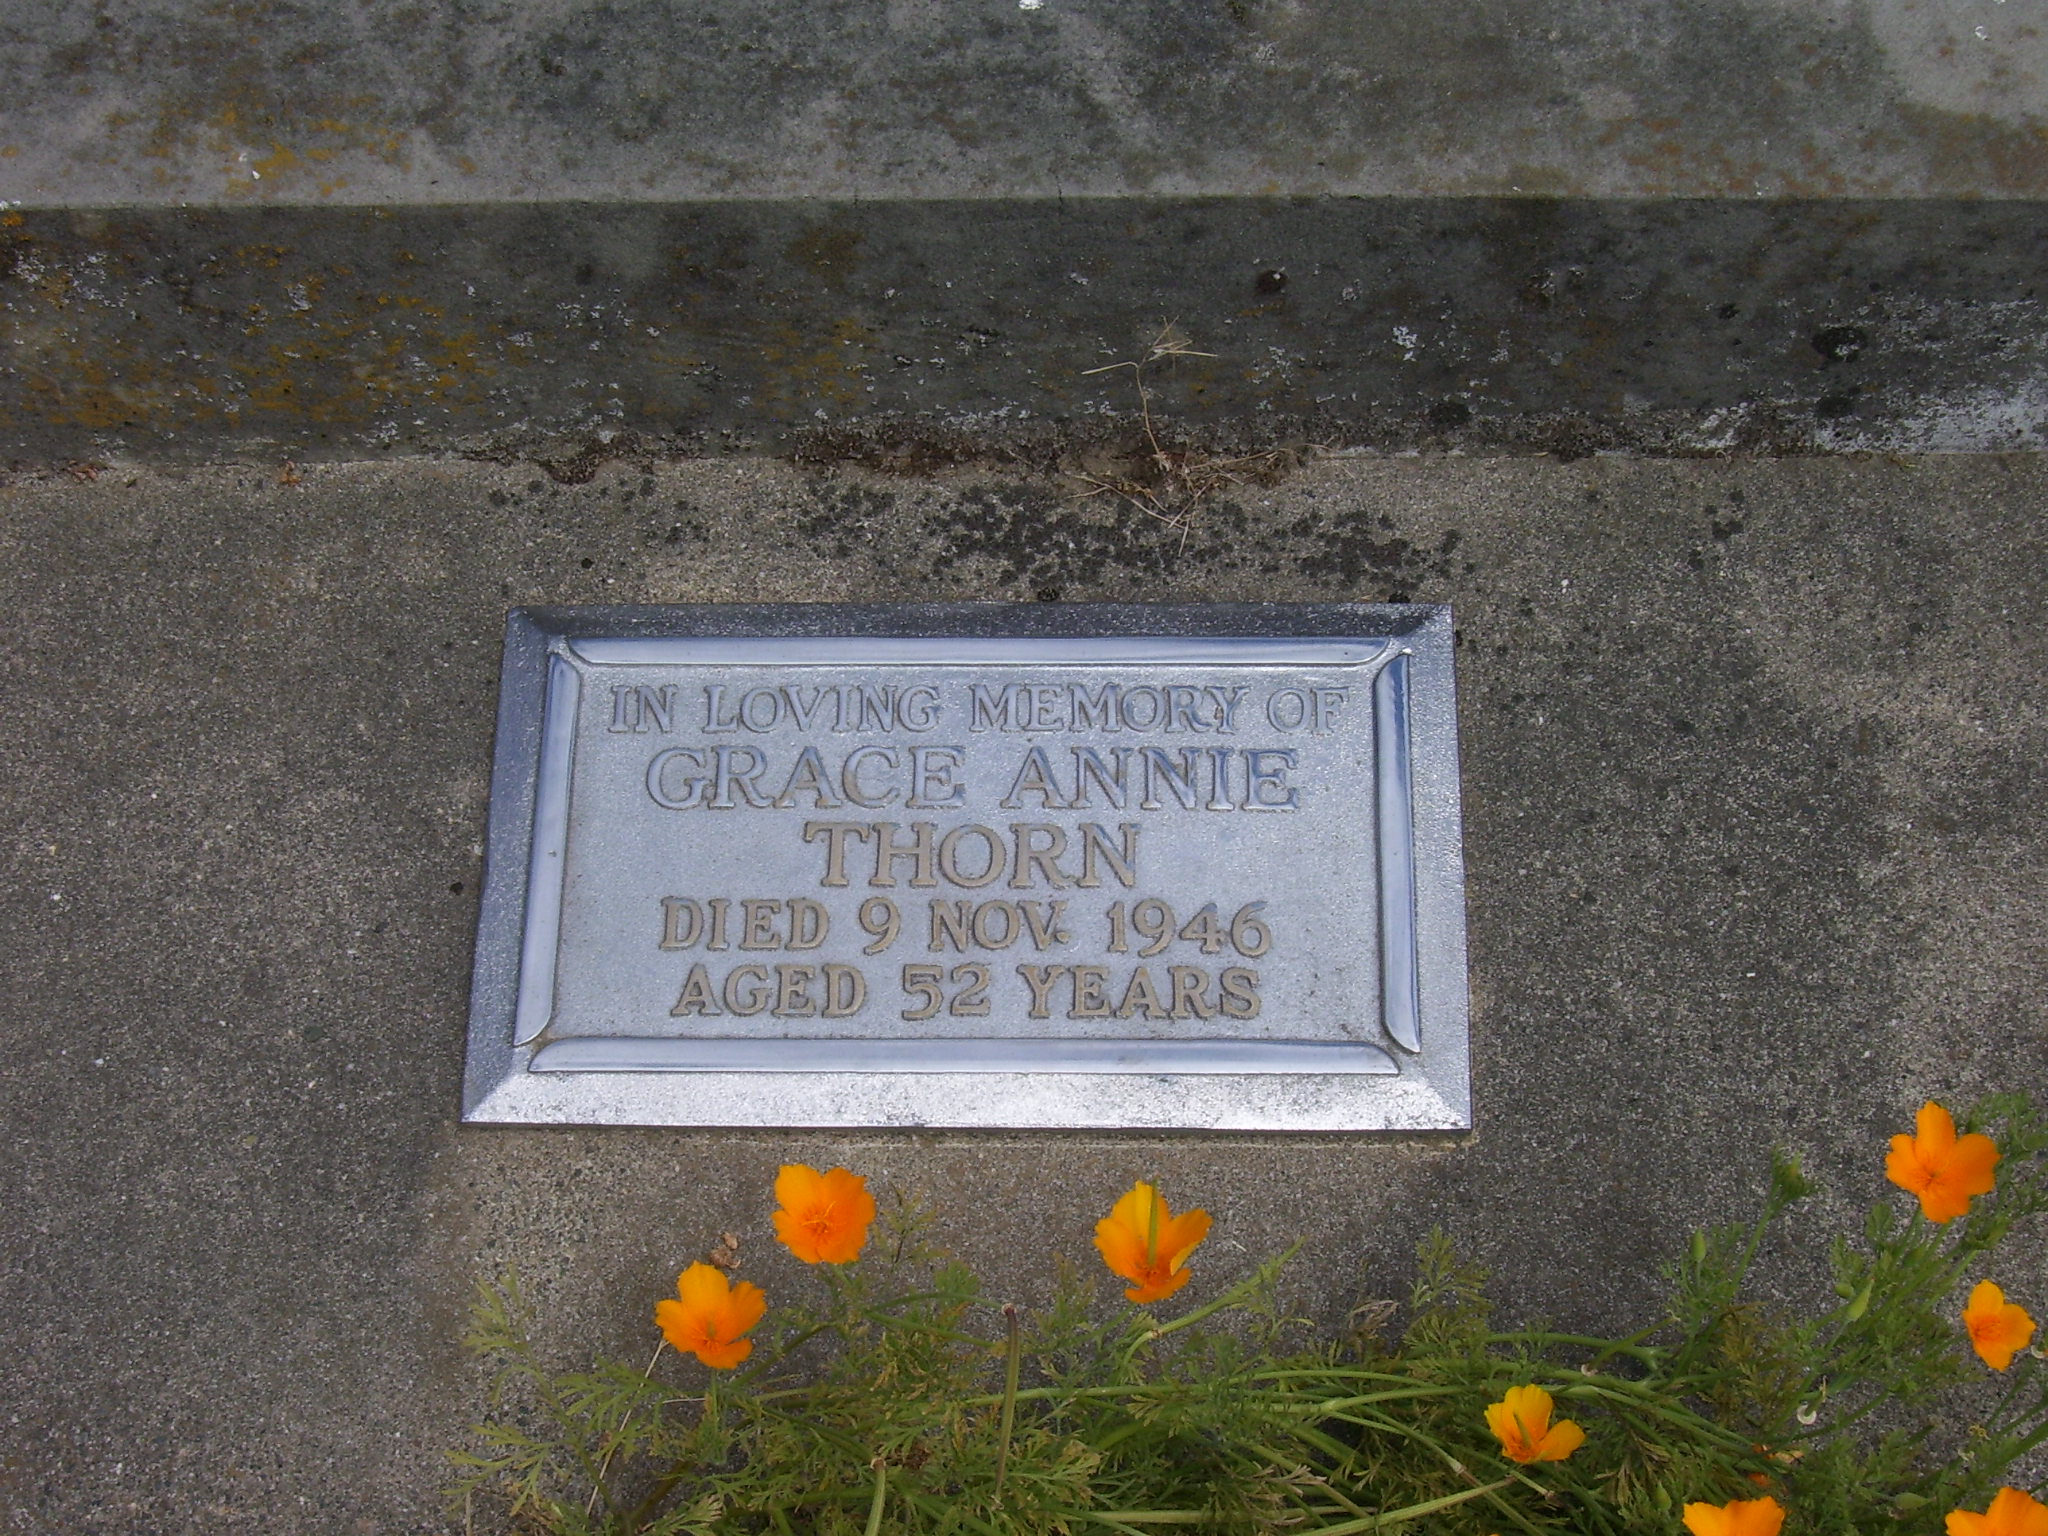 IN LOVING MEMORY OF
GRACE ANNIE
THORN
DIED 9 NOV. 1946
AGED 52 YEARS